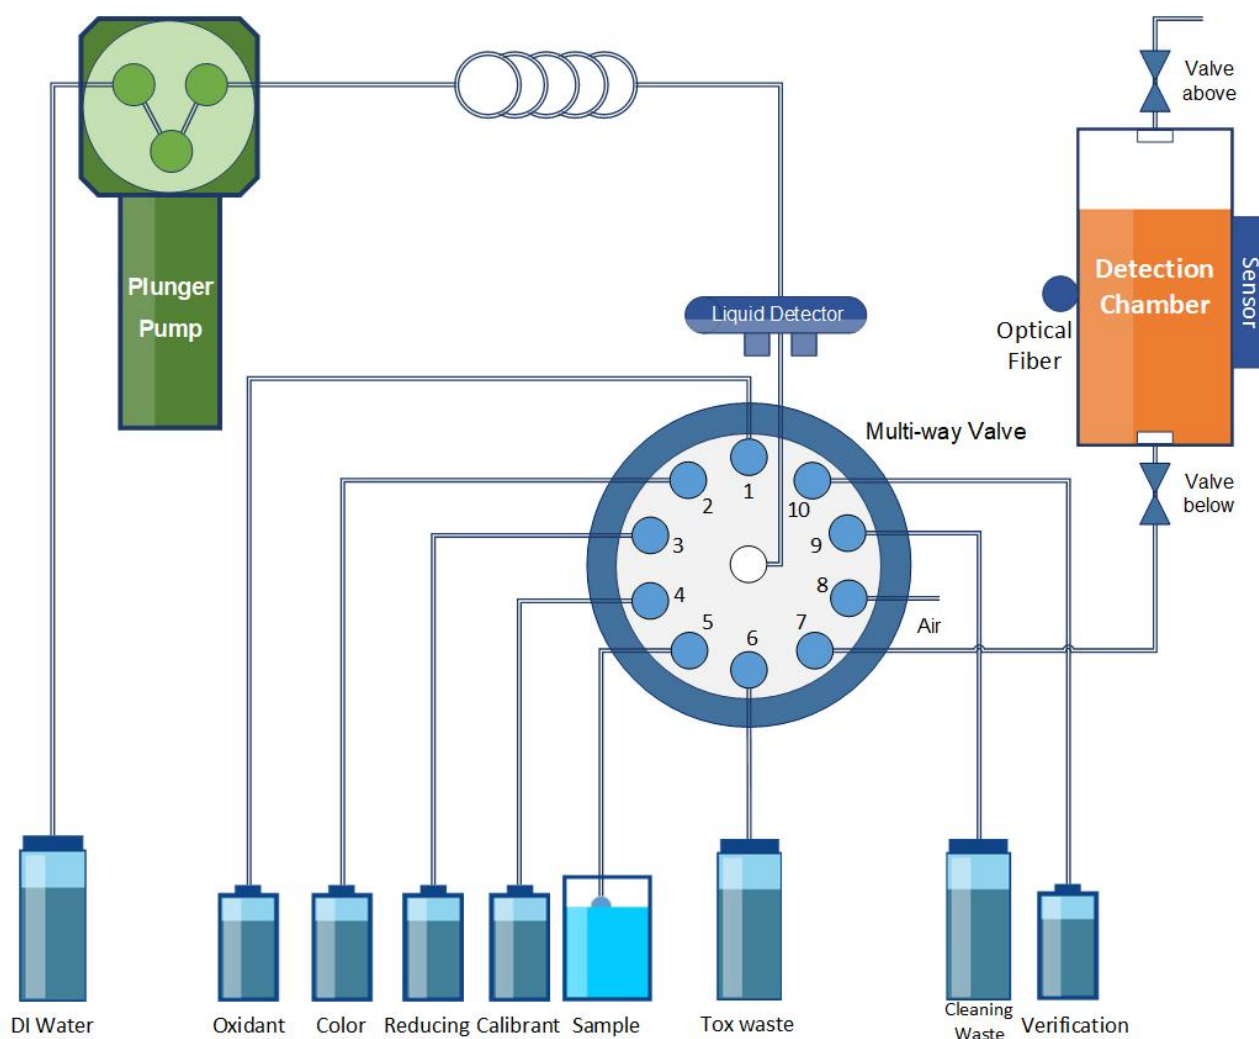 Plunger
Pump
Liquid Detector
Valve
above
Detection
Chamber
Sensor
Optical
Fiber
Multi-way Valve
Valve
below
1
2
3
4
5
6
7
8
9
10
Air
DI Water
Oxidant
Color
Reducing
Calibrant
Sample
Tox waste
Cleaning
Waste
Verification